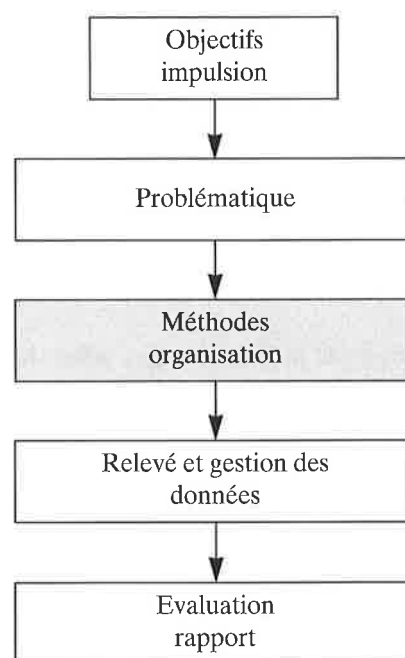 Objectifs
impulsion
Problématique
Méthodes
organisation
Relevé et gestion des
données
Evaluation
rapport